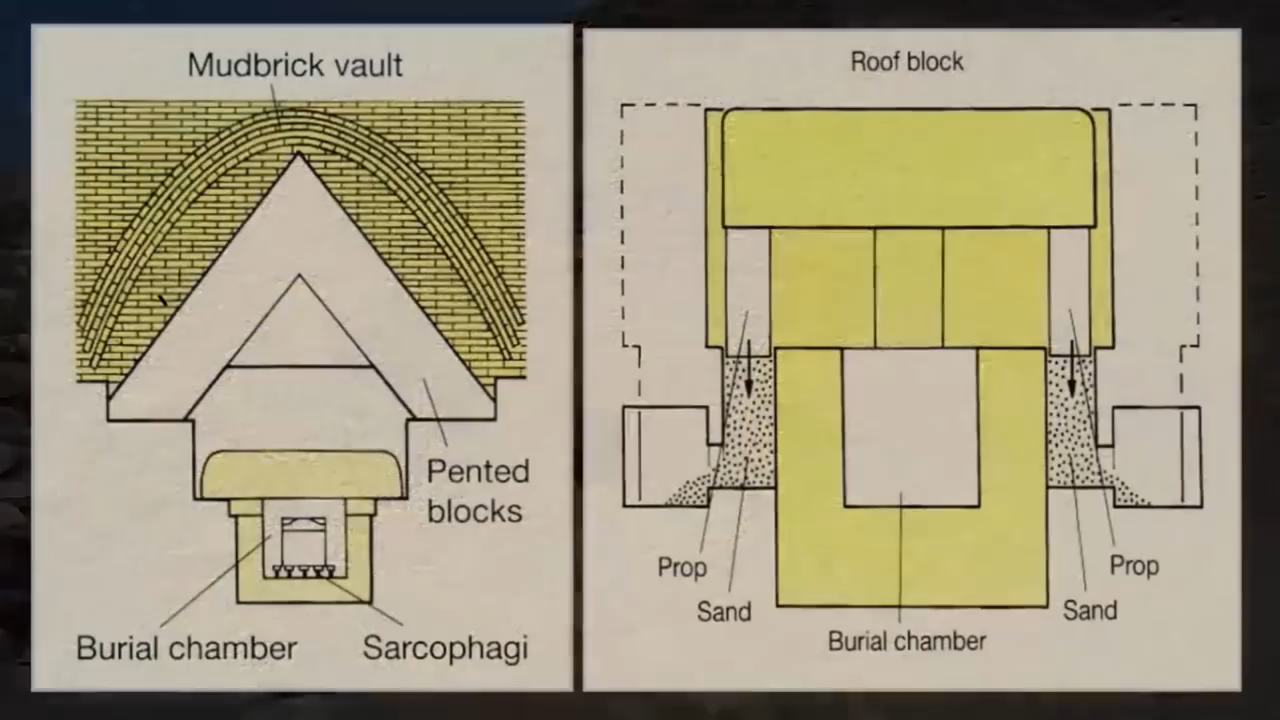 Mudbrick vault
Pented
blocks
Burial chamber
Sarcophagi
Roof block
Prop
Sand
Burial chamber
Prop
Sand